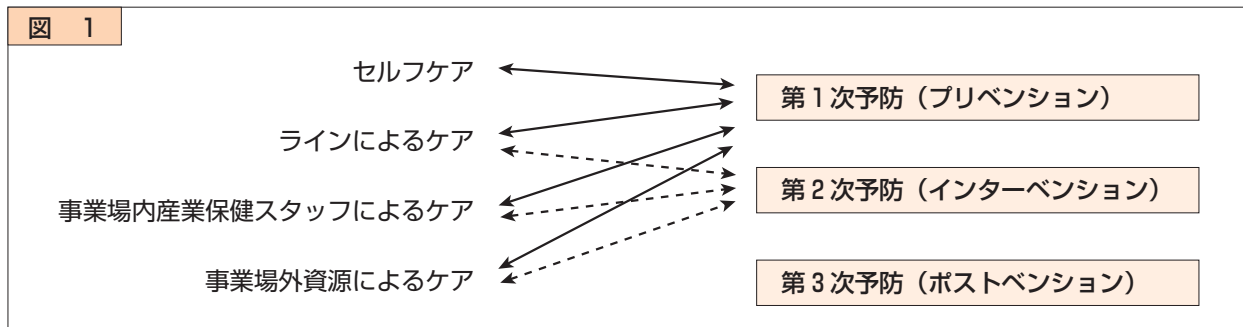 図 1
セルフケア
ラインによるケア
事業場内産業保健スタッフによるケア
事業場外資源によるケア
第1次予防（プリベンション）
第2次予防（インターベンション）
第3次予防（ポストベンション）